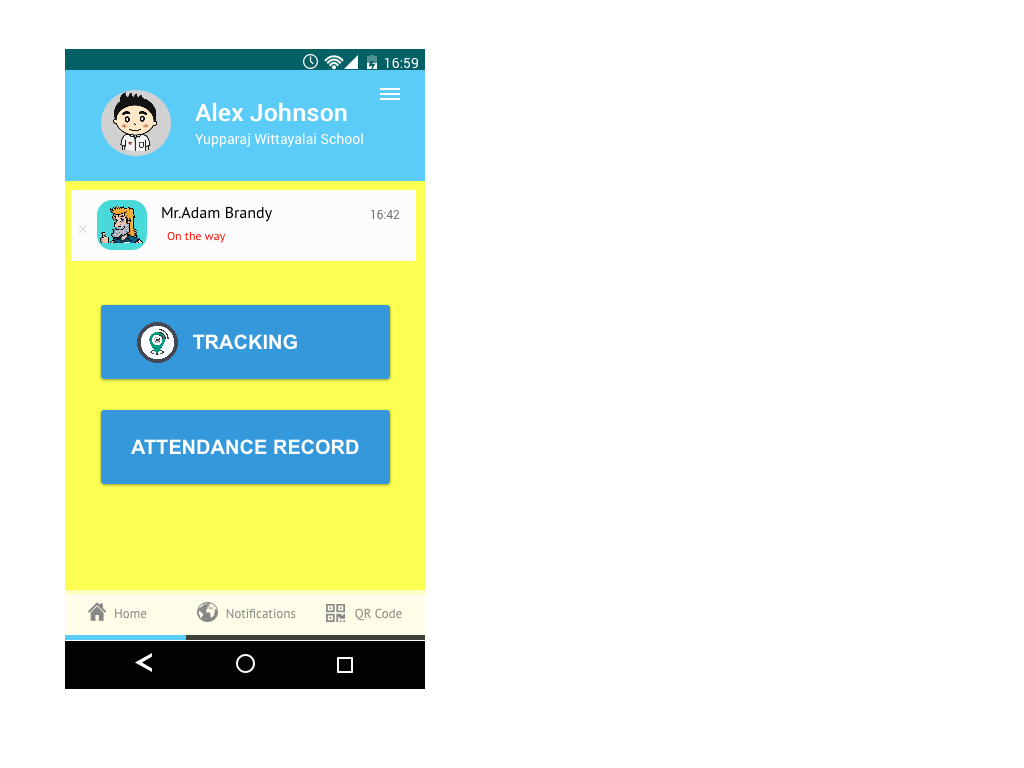 16:59
Alex Johnson
Yupparaj Wittayalai School
Mr.Adam Brandy
16:42
On the way
TRACKING
ATTENDANCE RECORD
Home
Notifications
QR Code